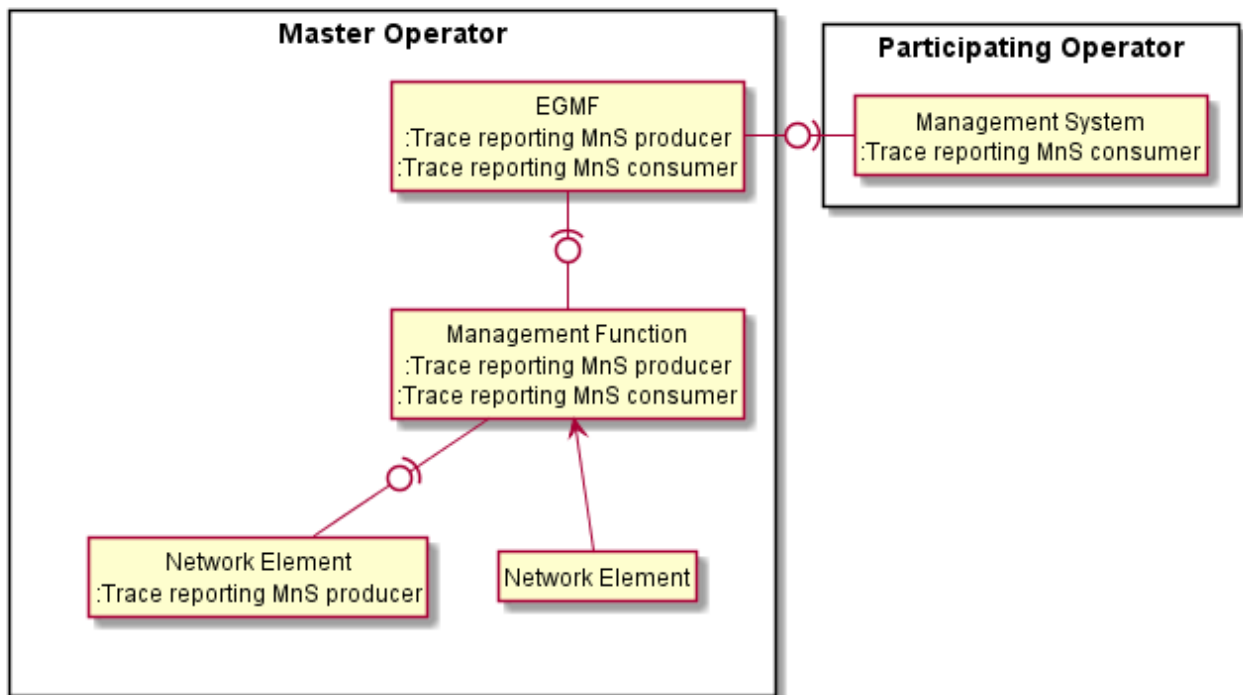 Master Operator
EGMF
:Trace reporting MnS producer
:Trace reporting MnS consumer
Management Function
:Trace reporting MnS producer
:Trace reporting MnS consumer
Network Element
:Trace reporting MnS producer
Network Element
Participating Operator
Management System
:Trace reporting MnS consumer